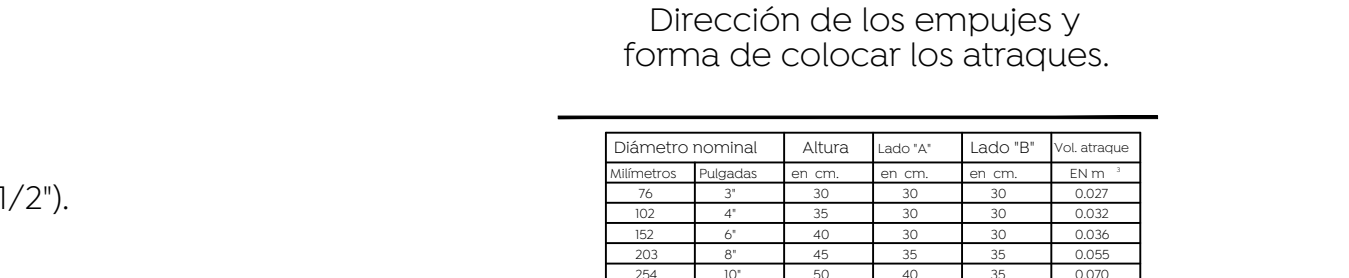 Dirección de los empujes y
forma de colocar los atraques.
1/2").
Diámetro nominal Altura Lado "A" Lado "B" Vol. atraque
Milímetros Pulgadas en cm. en cm. en cm. EN m ³
76 3" 30 30 30 0.027
102 4" 35 30 30 0.032
152 6" 40 30 30 0.036
203 8" 45 35 35 0.055
254 10" 50 40 35 0.070